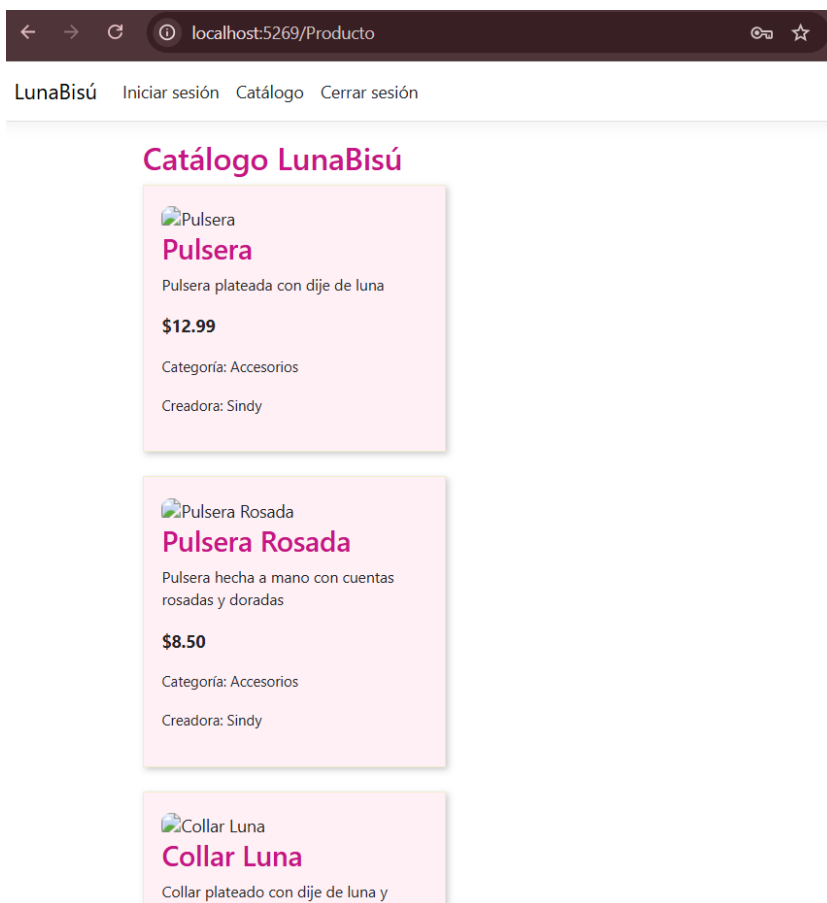 localhost:5269/Producto
LunaBisú Iniciar sesión Catálogo Cerrar sesión
Catálogo LunaBisú
Pulsera
Pulsera
Pulsera plateada con dije de luna
$12.99
Categoría: Accesorios
Creadora: Sindy
Pulsera Rosada
Pulsera Rosada
Pulsera hecha a mano con cuentas
rosadas y doradas
$8.50
Categoría: Accesorios
Creadora: Sindy
Collar Luna
Collar Luna
Collar plateado con dije de luna y